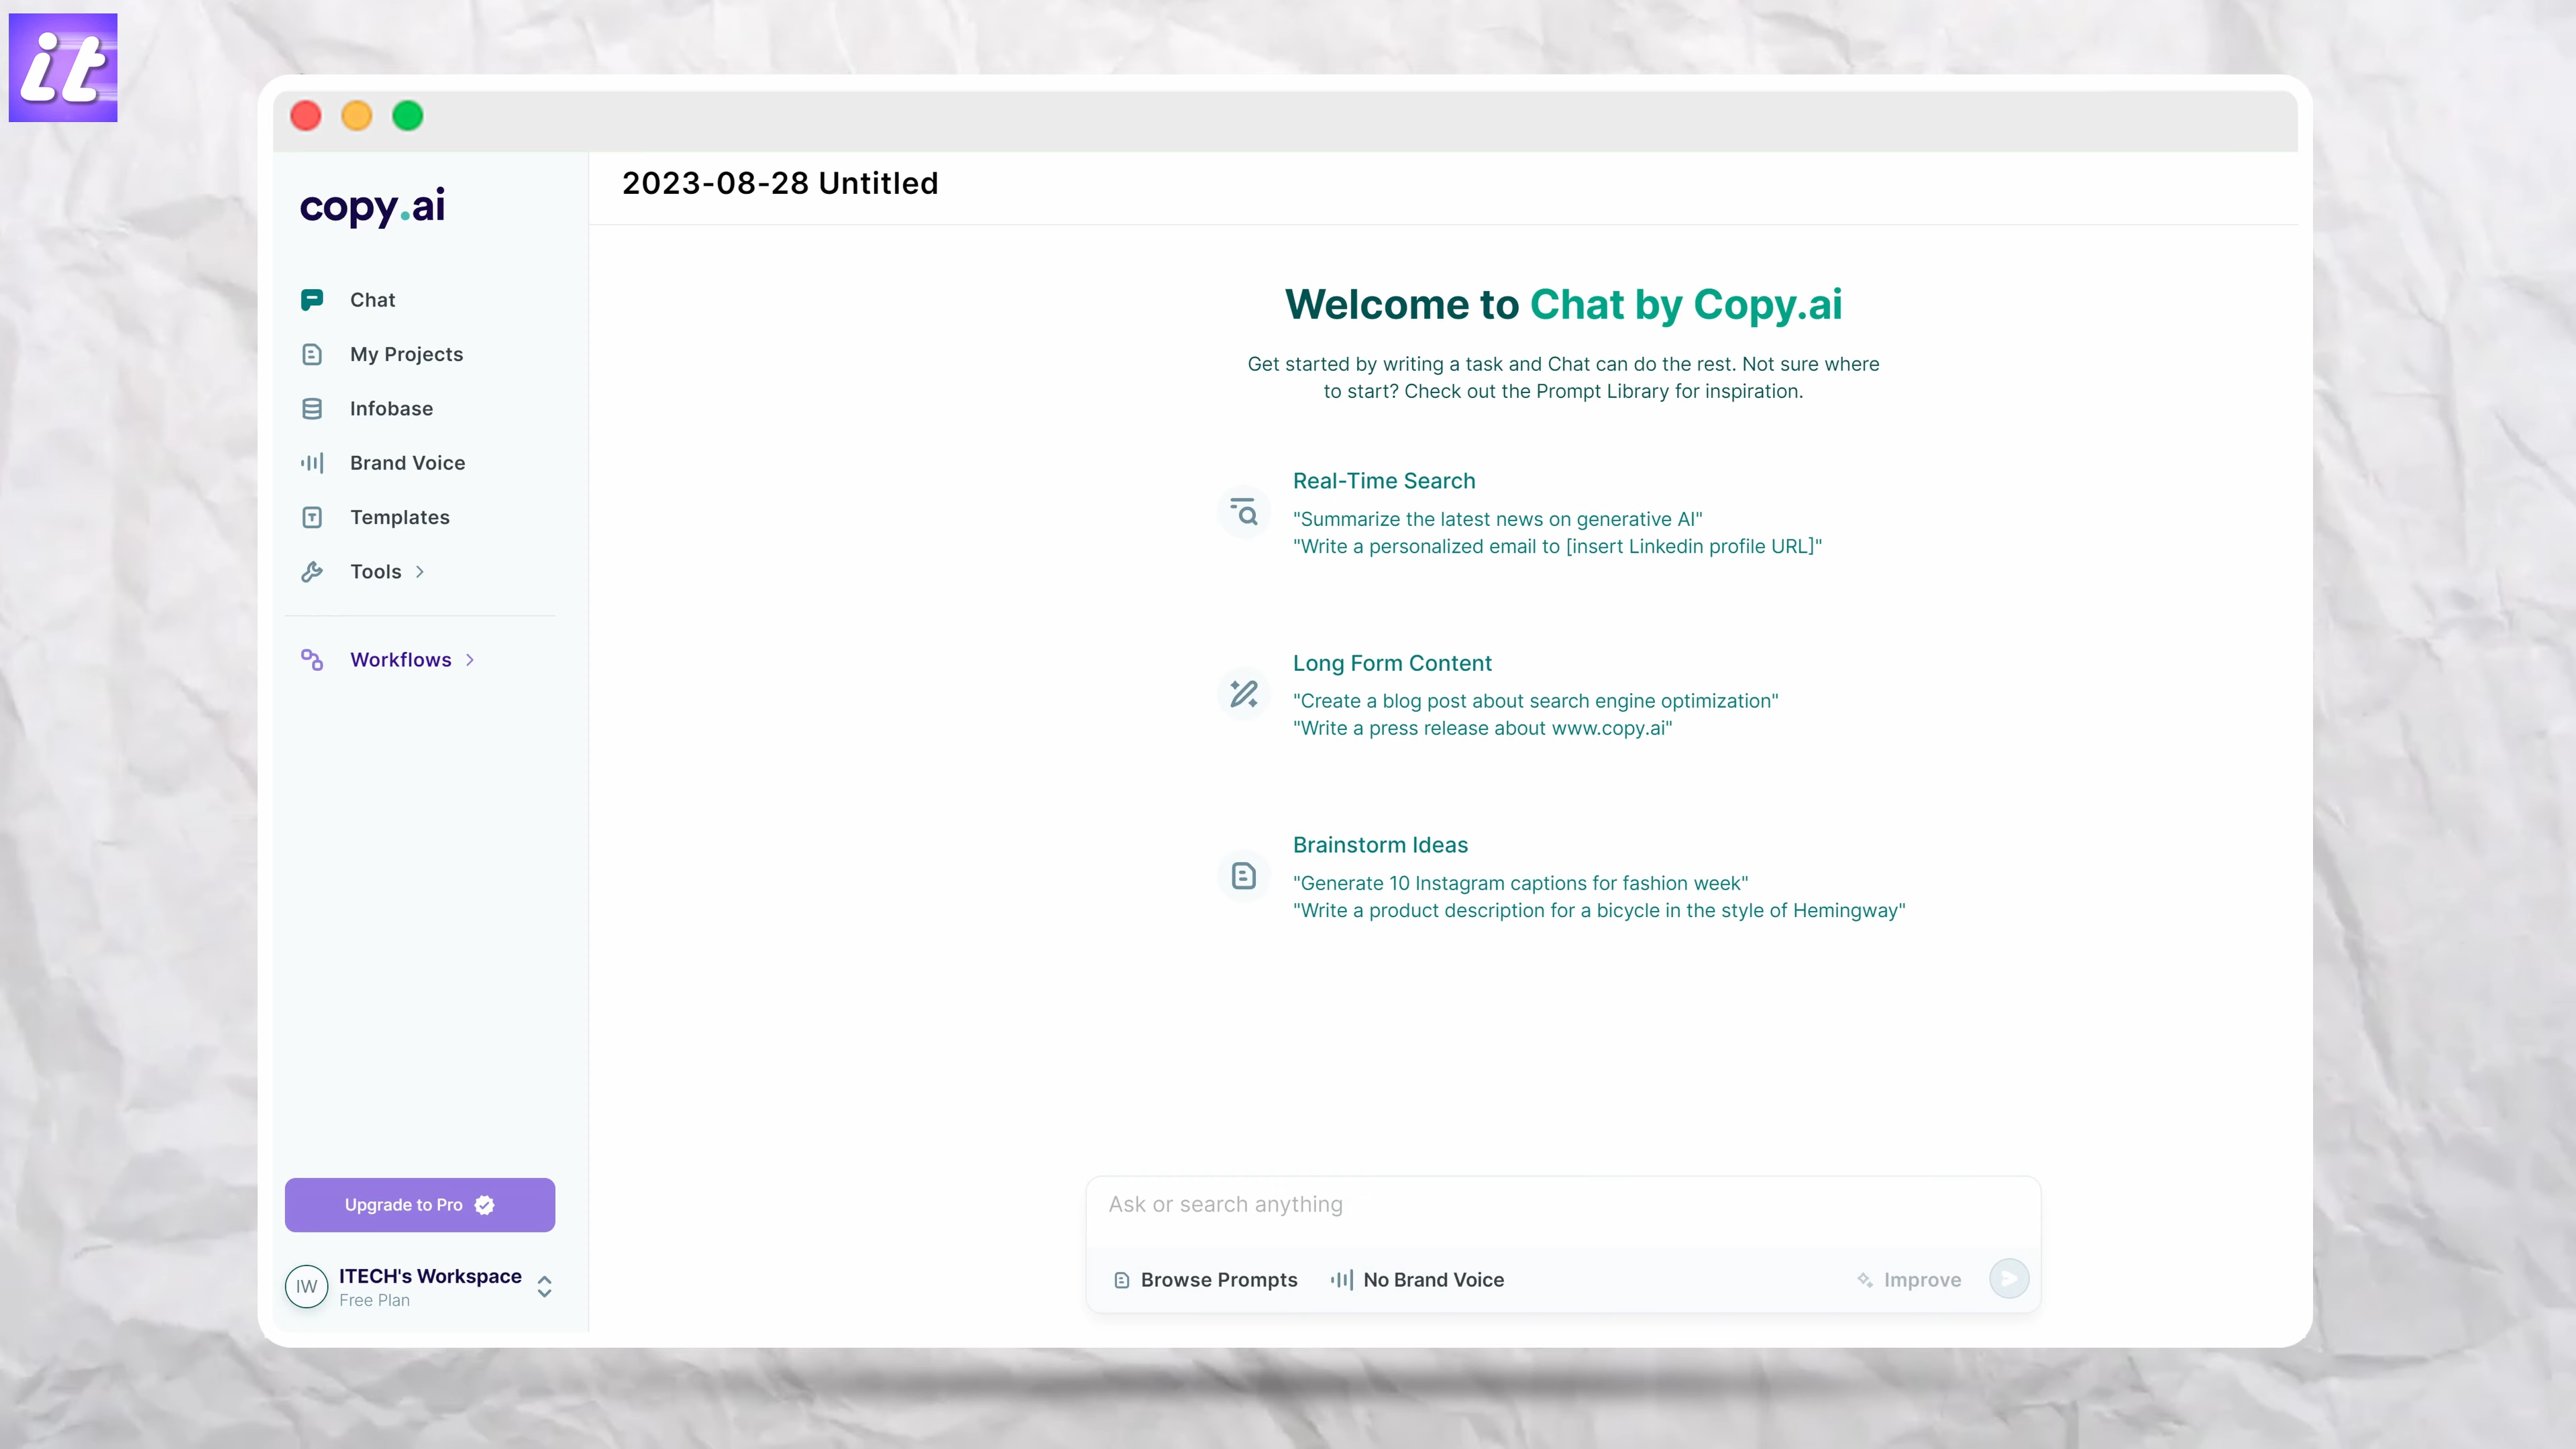 it
copy.ai
Chat
My Projects
Infobase
Brand Voice
Templates
Tools
Workflows
Upgrade to Pro
IW
ITECH's Workspace
Free Plan
2023-08-28 Untitled
Welcome to Chat by Copy.ai
Get started by writing a task and Chat can do the rest. Not sure where
to start? Check out the Prompt Library for inspiration.
Real-Time Search
"Summarize the latest news on generative AI"
"Write a personalized email to [insert Linkedin profile URL]"
Long Form Content
"Create a blog post about search engine optimization"
"Write a press release about www.copy.ai"
Brainstorm Ideas
"Generate 10 Instagram captions for fashion week"
"Write a product description for a bicycle in the style of Hemingway"
Ask or search anything
Browse Prompts
No Brand Voice
Improve